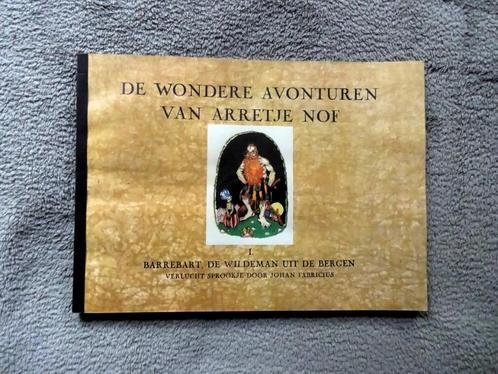 DE WONDERE AVONTUREN
VAN ARRETJE NOF
I
BARREBART, DE WILDEMAN UIT DE BERGEN
VERLUCHT SPROOKJE DOOR JOHAN FABRICIUS